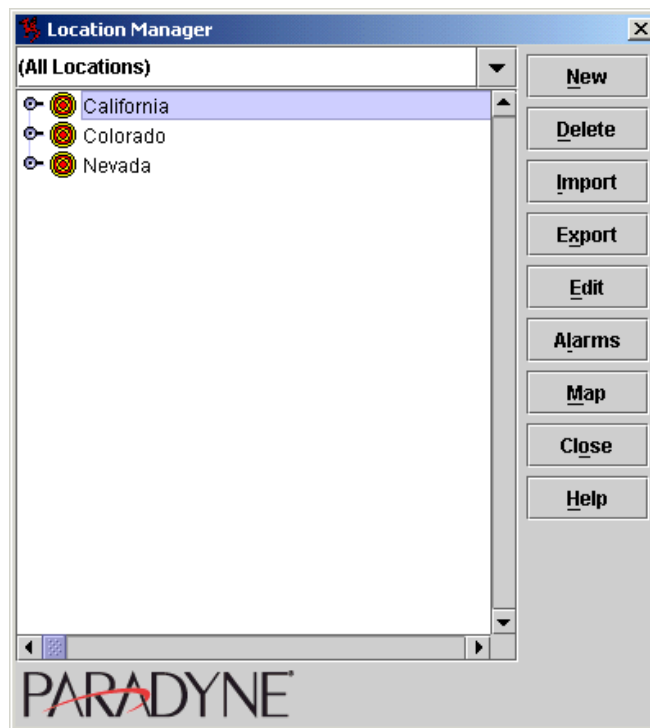 Location Manager
(All Locations)
California
Colorado
Nevada
New
Delete
Import
Export
Edit
Alarms
Map
Close
Help
PARADYNE